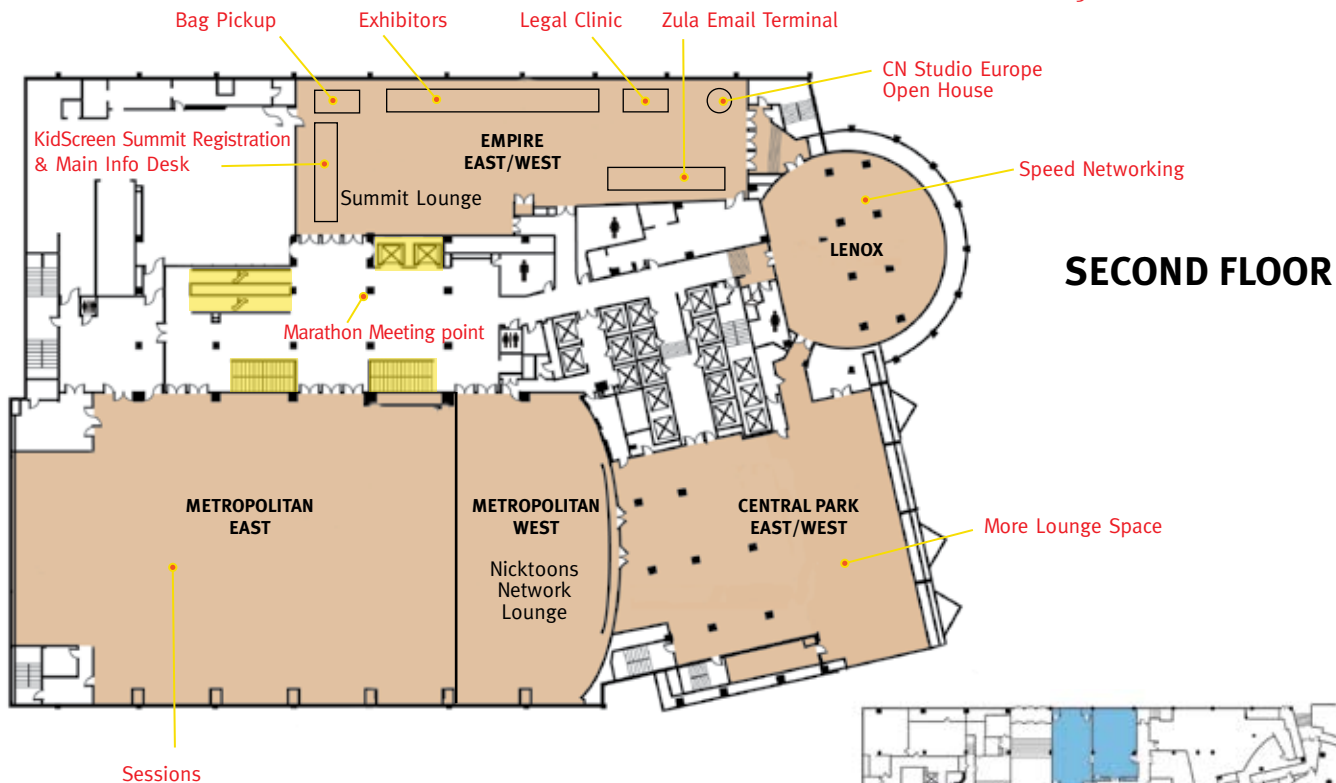 Bag Pickup
Exhibitors
Legal Clinic
Zula Email Terminal
CN Studio Europe
Open House
KidScreen Summit Registration
& Main Info Desk
EMPIRE
EAST/WEST
Summit Lounge
Speed Networking
LENOX
SECOND FLOOR
Marathon Meeting point
METROPOLITAN
EAST
METROPOLITAN
WEST
Nicktoons
Network
Lounge
CENTRAL PARK
EAST/WEST
More Lounge Space
Sessions